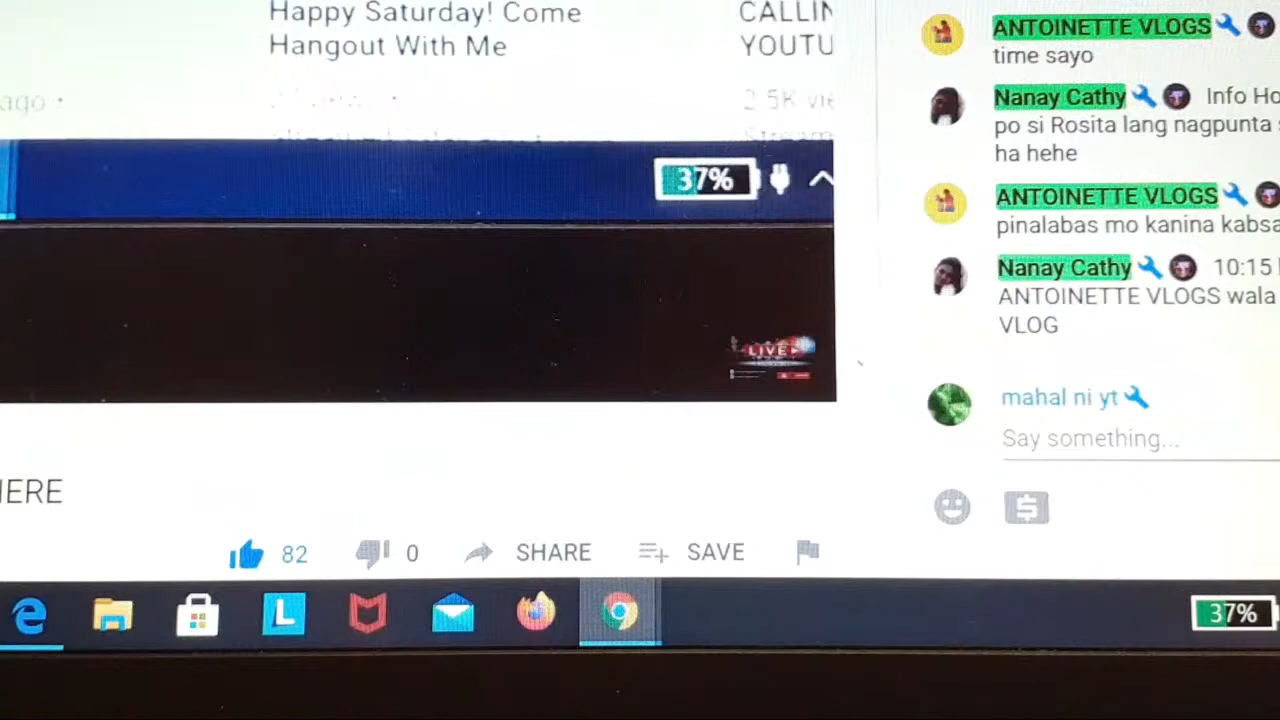 Happy Saturday! Come
Hangout With Me
CALLIN
YOUTU
ago •
2.5K vie
Stream
37%
LIVE
IERE
82
0
SHARE
SAVE
ANTOINETTE VLOGS
time sayo
Nanay Cathy Info Ho
po si Rosita lang nagpunta
ha hehe
ANTOINETTE VLOGS
pinalabas mo kanina kabsa
Nanay Cathy 10:15
ANTOINETTE VLOGS wala
VLOG
mahal ni yt
Say something...
L
37%